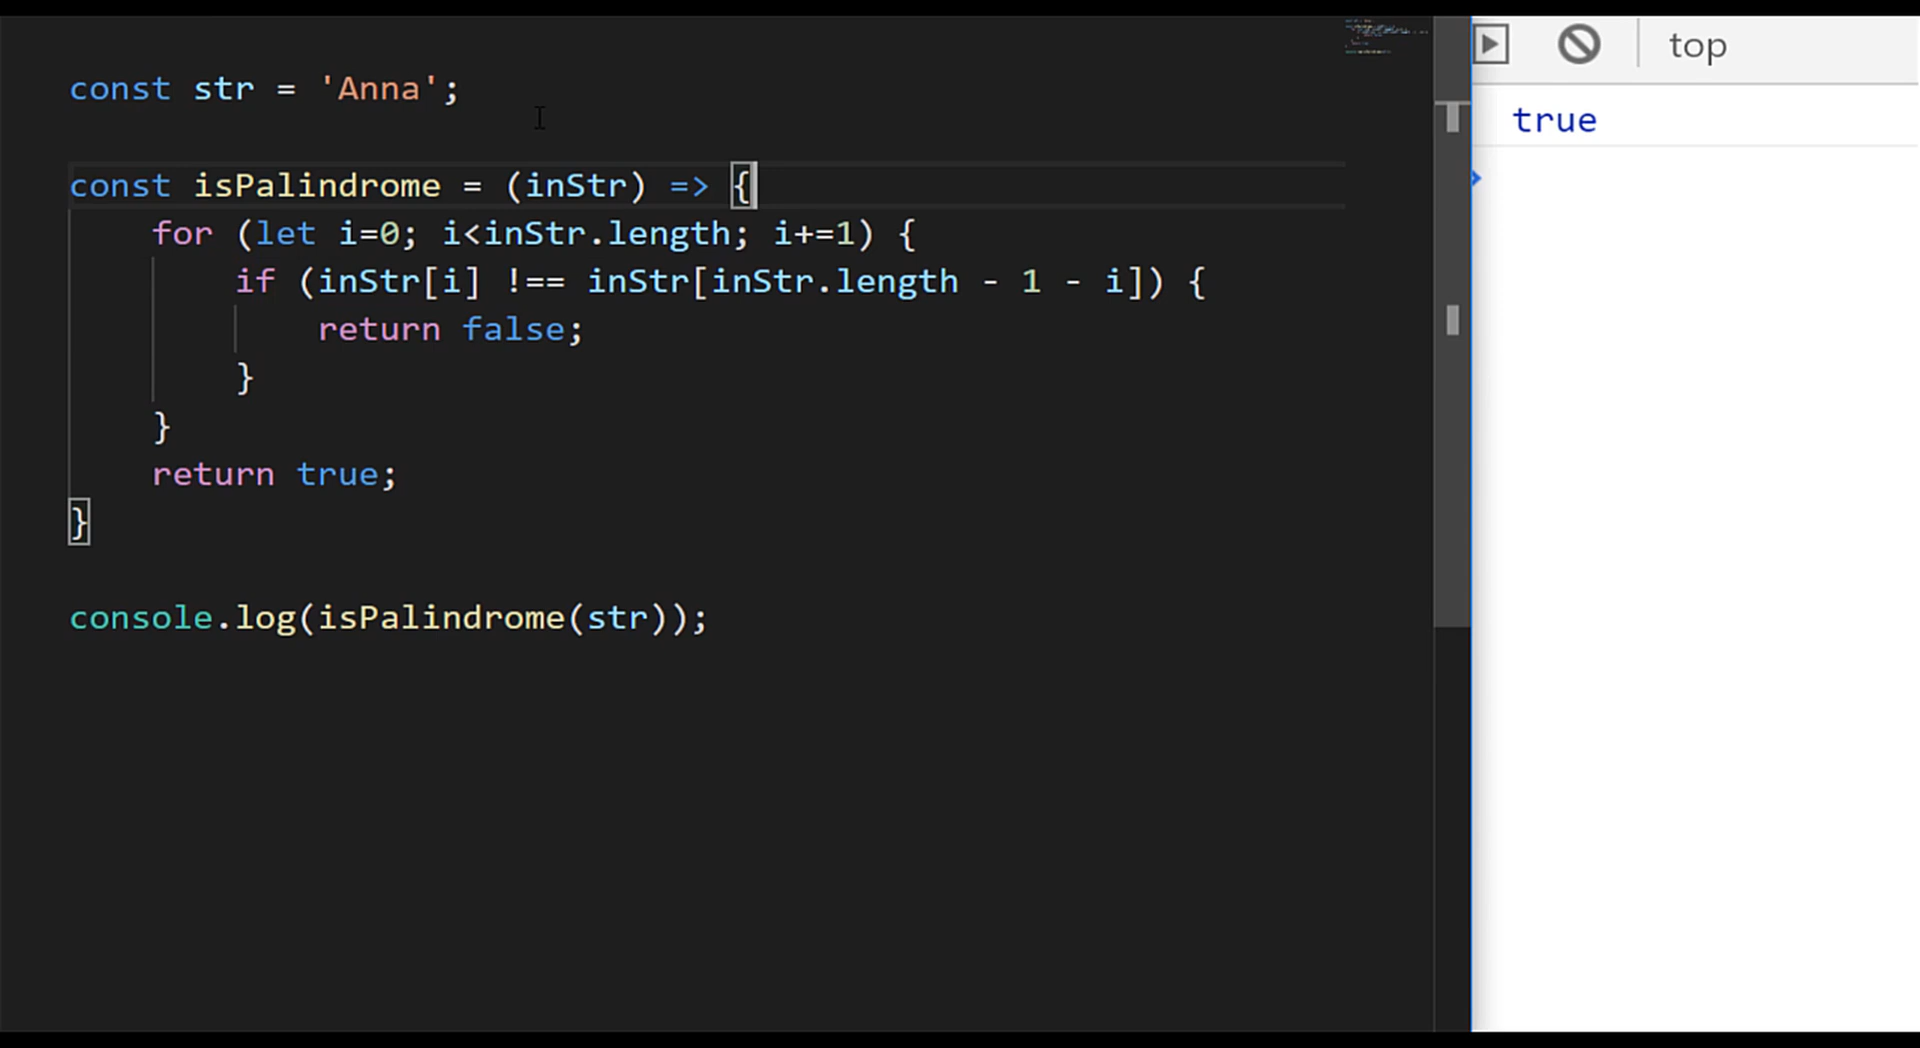 const str = 'Anna';
const isPalindrome = (inStr) => {
for (let i=0; i<inStr.length; i+=1) {
if (inStr[i] !== inStr[inStr.length - 1 - i]) {
return false;
}
}
return true;
}
console.log(isPalindrome(str));
top
true